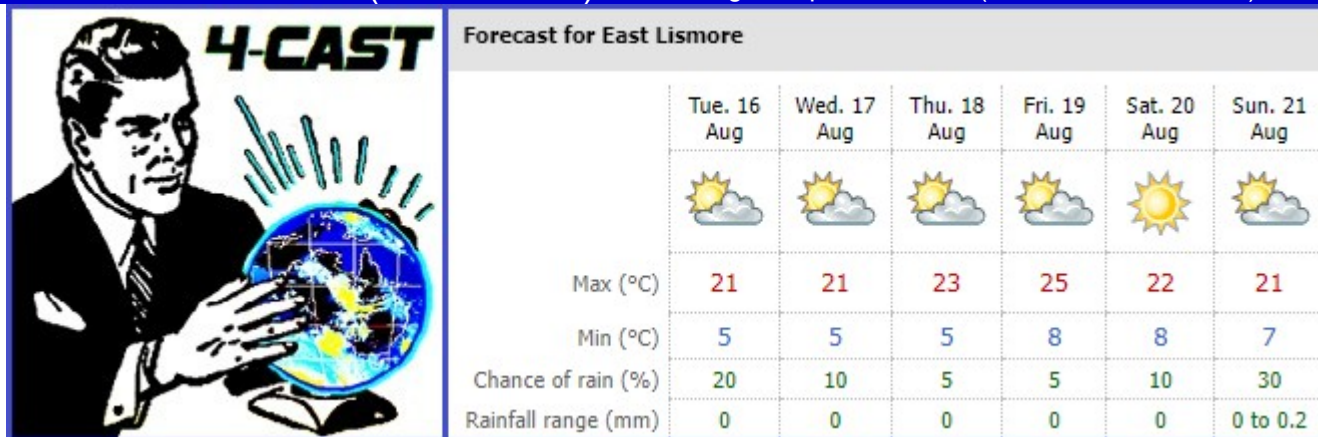 4-CAST
Forecast for East Lismore
Tue. 16 Aug Wed. 17 Aug Thu. 18 Aug Fri. 19 Aug Sat. 20 Aug Sun. 21 Aug
Max (°C) 21 21 23 25 22 21
Min (°C) 5 5 5 8 8 7
Chance of rain (%) 20 10 5 5 10 30
Rainfall range (mm) 0 0 0 0 0 0 to 0.2